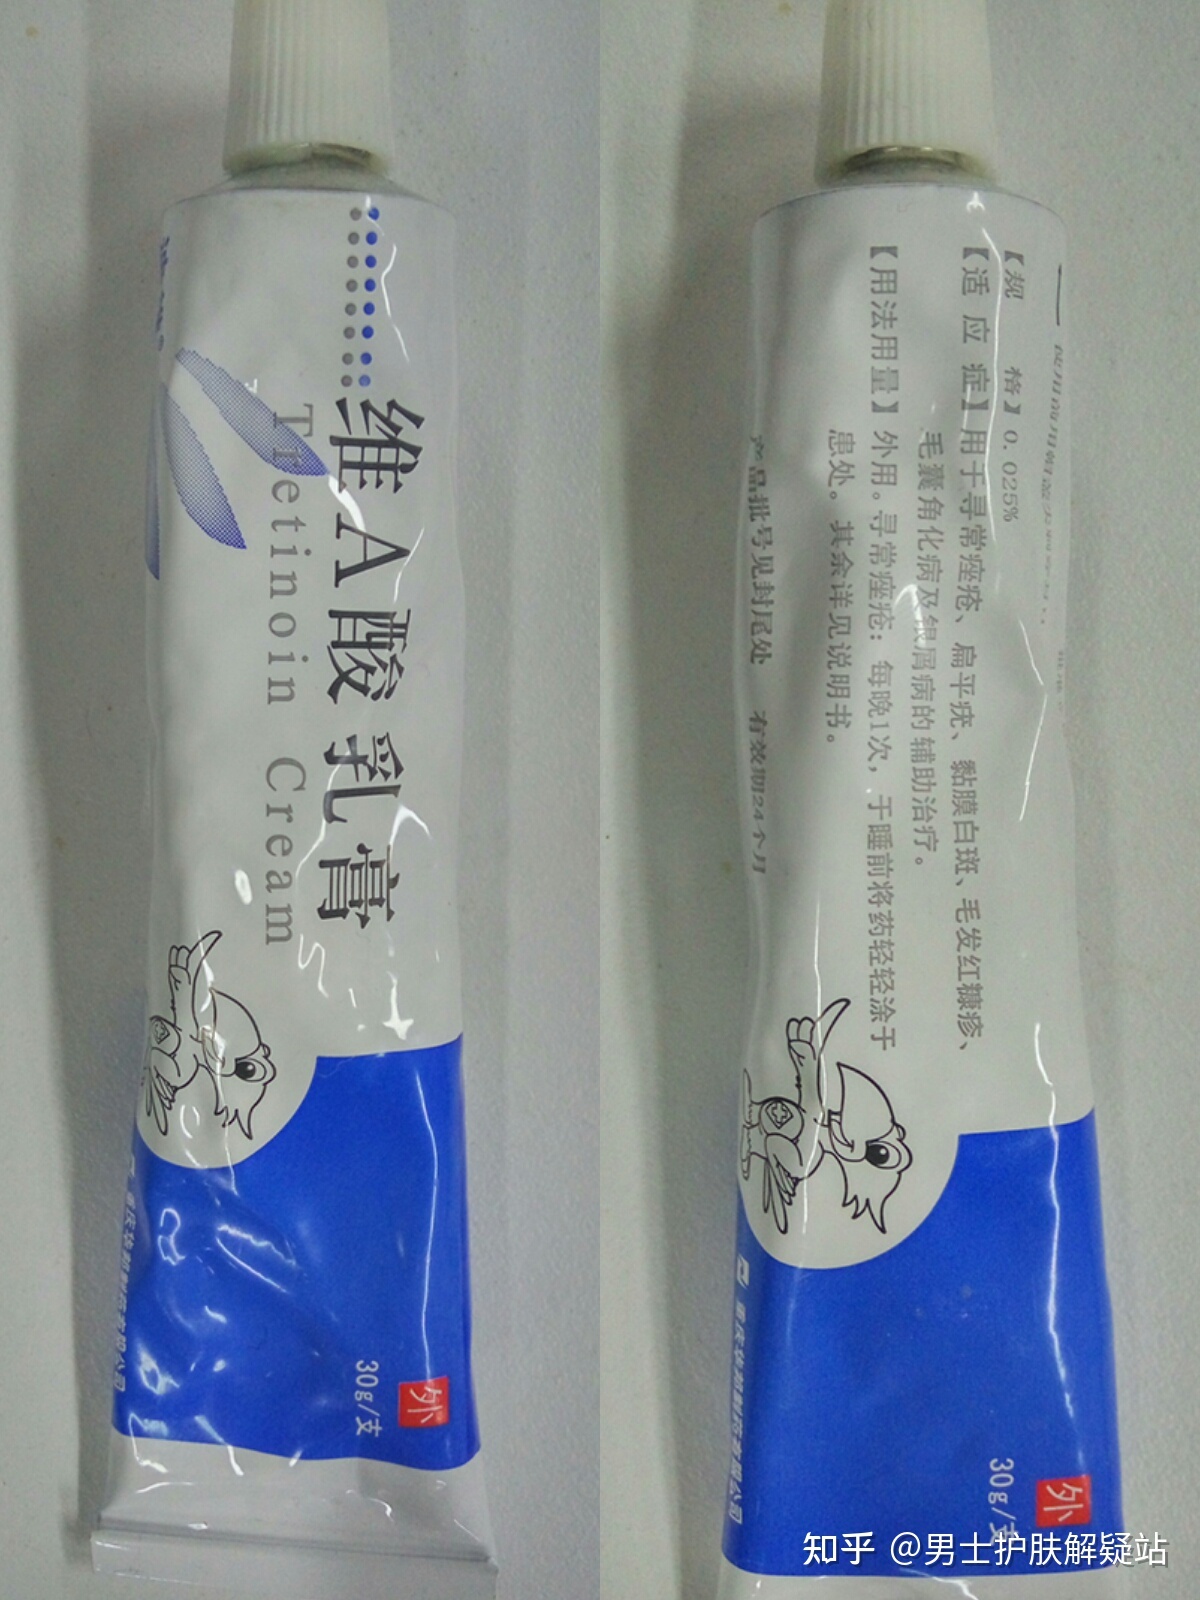 维A酸乳膏
Tretinoin Cream
30g/支
外
【规 格】0.025%
【适 应 症】用于寻常痤疮、扁平疣、黏膜白斑、毛发红糠疹、
毛囊角化病及银屑病的辅助治疗。
【用法用量】外用。寻常痤疮：每晚1次，于睡前将药轻轻涂于
患处。其余详见说明书。
产品批号见封尾处 有效期24个月
30g/支
外
知乎 @男士护肤解疑站